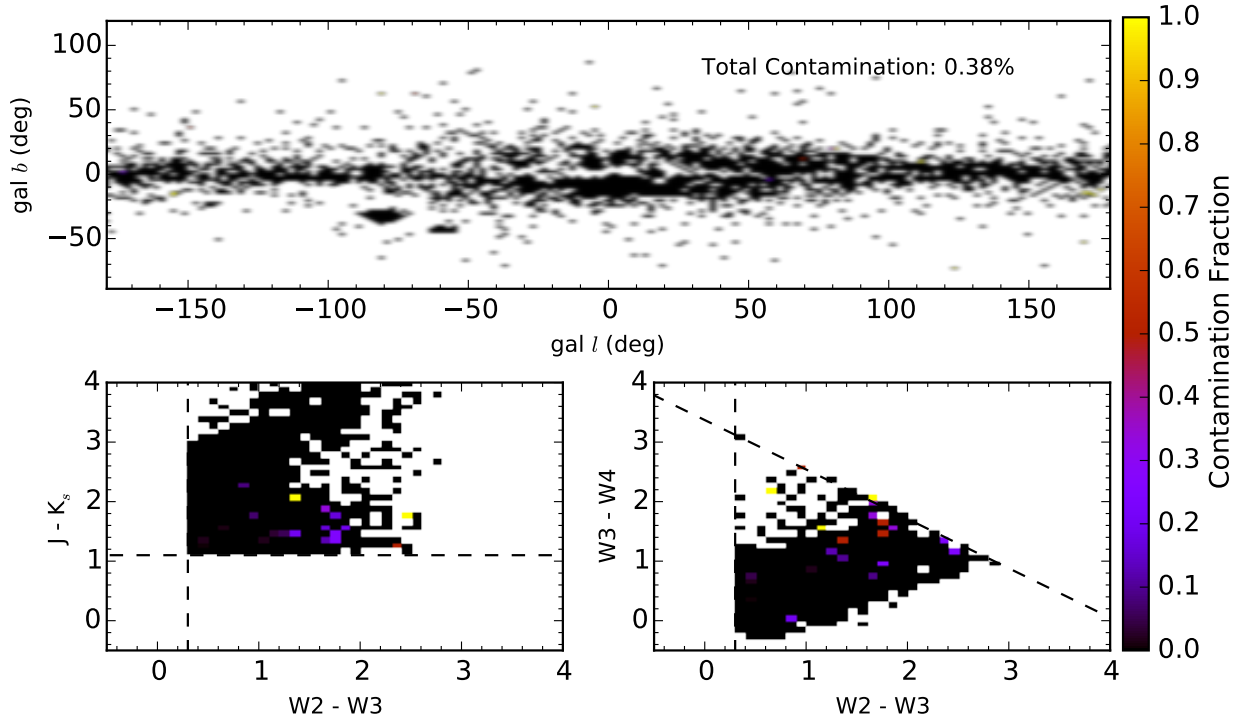 Total Contamination: 0.38%
100
50
0
−50
gal b (deg)
−150 −100 −50 0 50 100 150
gal l (deg)
1.0
0.9
0.8
0.7
0.6
0.5
0.4
0.3
0.2
0.1
0.0
Contamination Fraction
4
3
2
1
0
J - Ks
0 1 2 3 4
W2 - W3
4
3
2
1
0
W3 - W4
0 1 2 3 4
W2 - W3